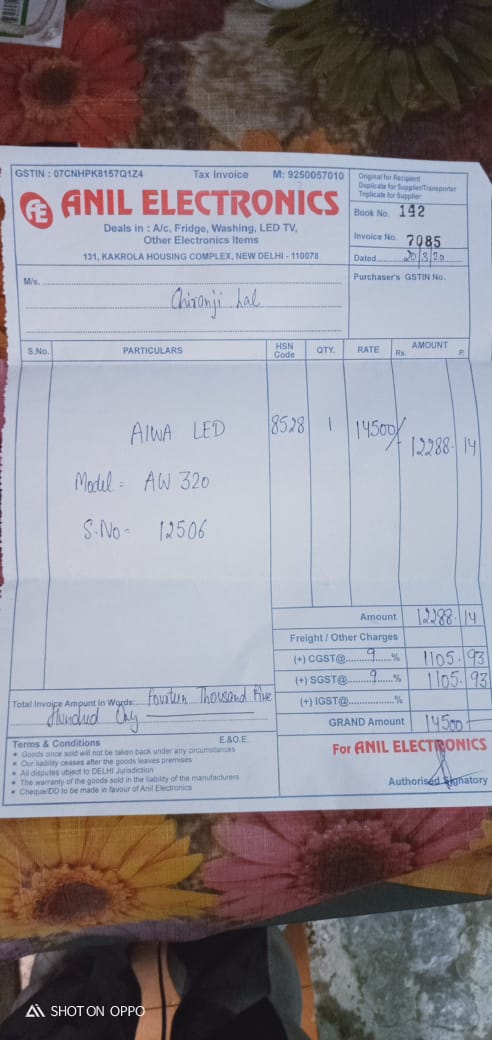 GSTIN : 07CNHPK8157Q1Z4 Tax Invoice M: 9250057010
Original for Recipient
Duplicate for Supplier/Transporter
Triplicate for Supplier
AE ANIL ELECTRONICS
Deals in : A/c, Fridge, Washing, LED TV,
Other Electronics Items
131, KAKROLA HOUSING COMPLEX, NEW DELHI - 110078
Book No. 142
Invoice No. 7085
Dated 20/3/20
M/s.
Chiranji Lal
Purchaser's GSTIN No.
S.No. PARTICULARS HSN Code QTY. RATE AMOUNT Rs. P.
AIWA LED 8528 1 14500/- 12288. 14
Model = AW 320
S.No - 12506
Amount 12288. 14
Freight / Other Charges
(+) CGST@ 9 % 1105. 93
(+) SGST@ 9 % 1105. 93
(+) IGST@ %
GRAND Amount 14500
Total Invoice Amount in Words: Fourteen Thousand Five
Hundred Only
E.&O.E.
Terms & Conditions
Goods once sold will not be taken back under any circumstances
Our liability ceases after the goods leaves premises
All disputes ubject to DELHI Jurisdiction
The warranty of the goods sold in the liability of the manufacturers
Cheque/DD to be made in favour of Anil Electronics
For ANIL ELECTRONICS
Authorised Signatory
SHOT ON OPPO